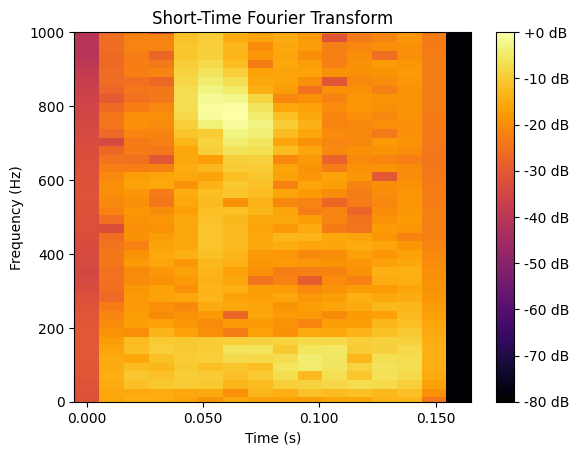 Short-Time Fourier Transform
1000
800
600
400
200
0
Frequency (Hz)
0.000
0.050
0.100
0.150
Time (s)
+0 dB
-10 dB
-20 dB
-30 dB
-40 dB
-50 dB
-60 dB
-70 dB
-80 dB